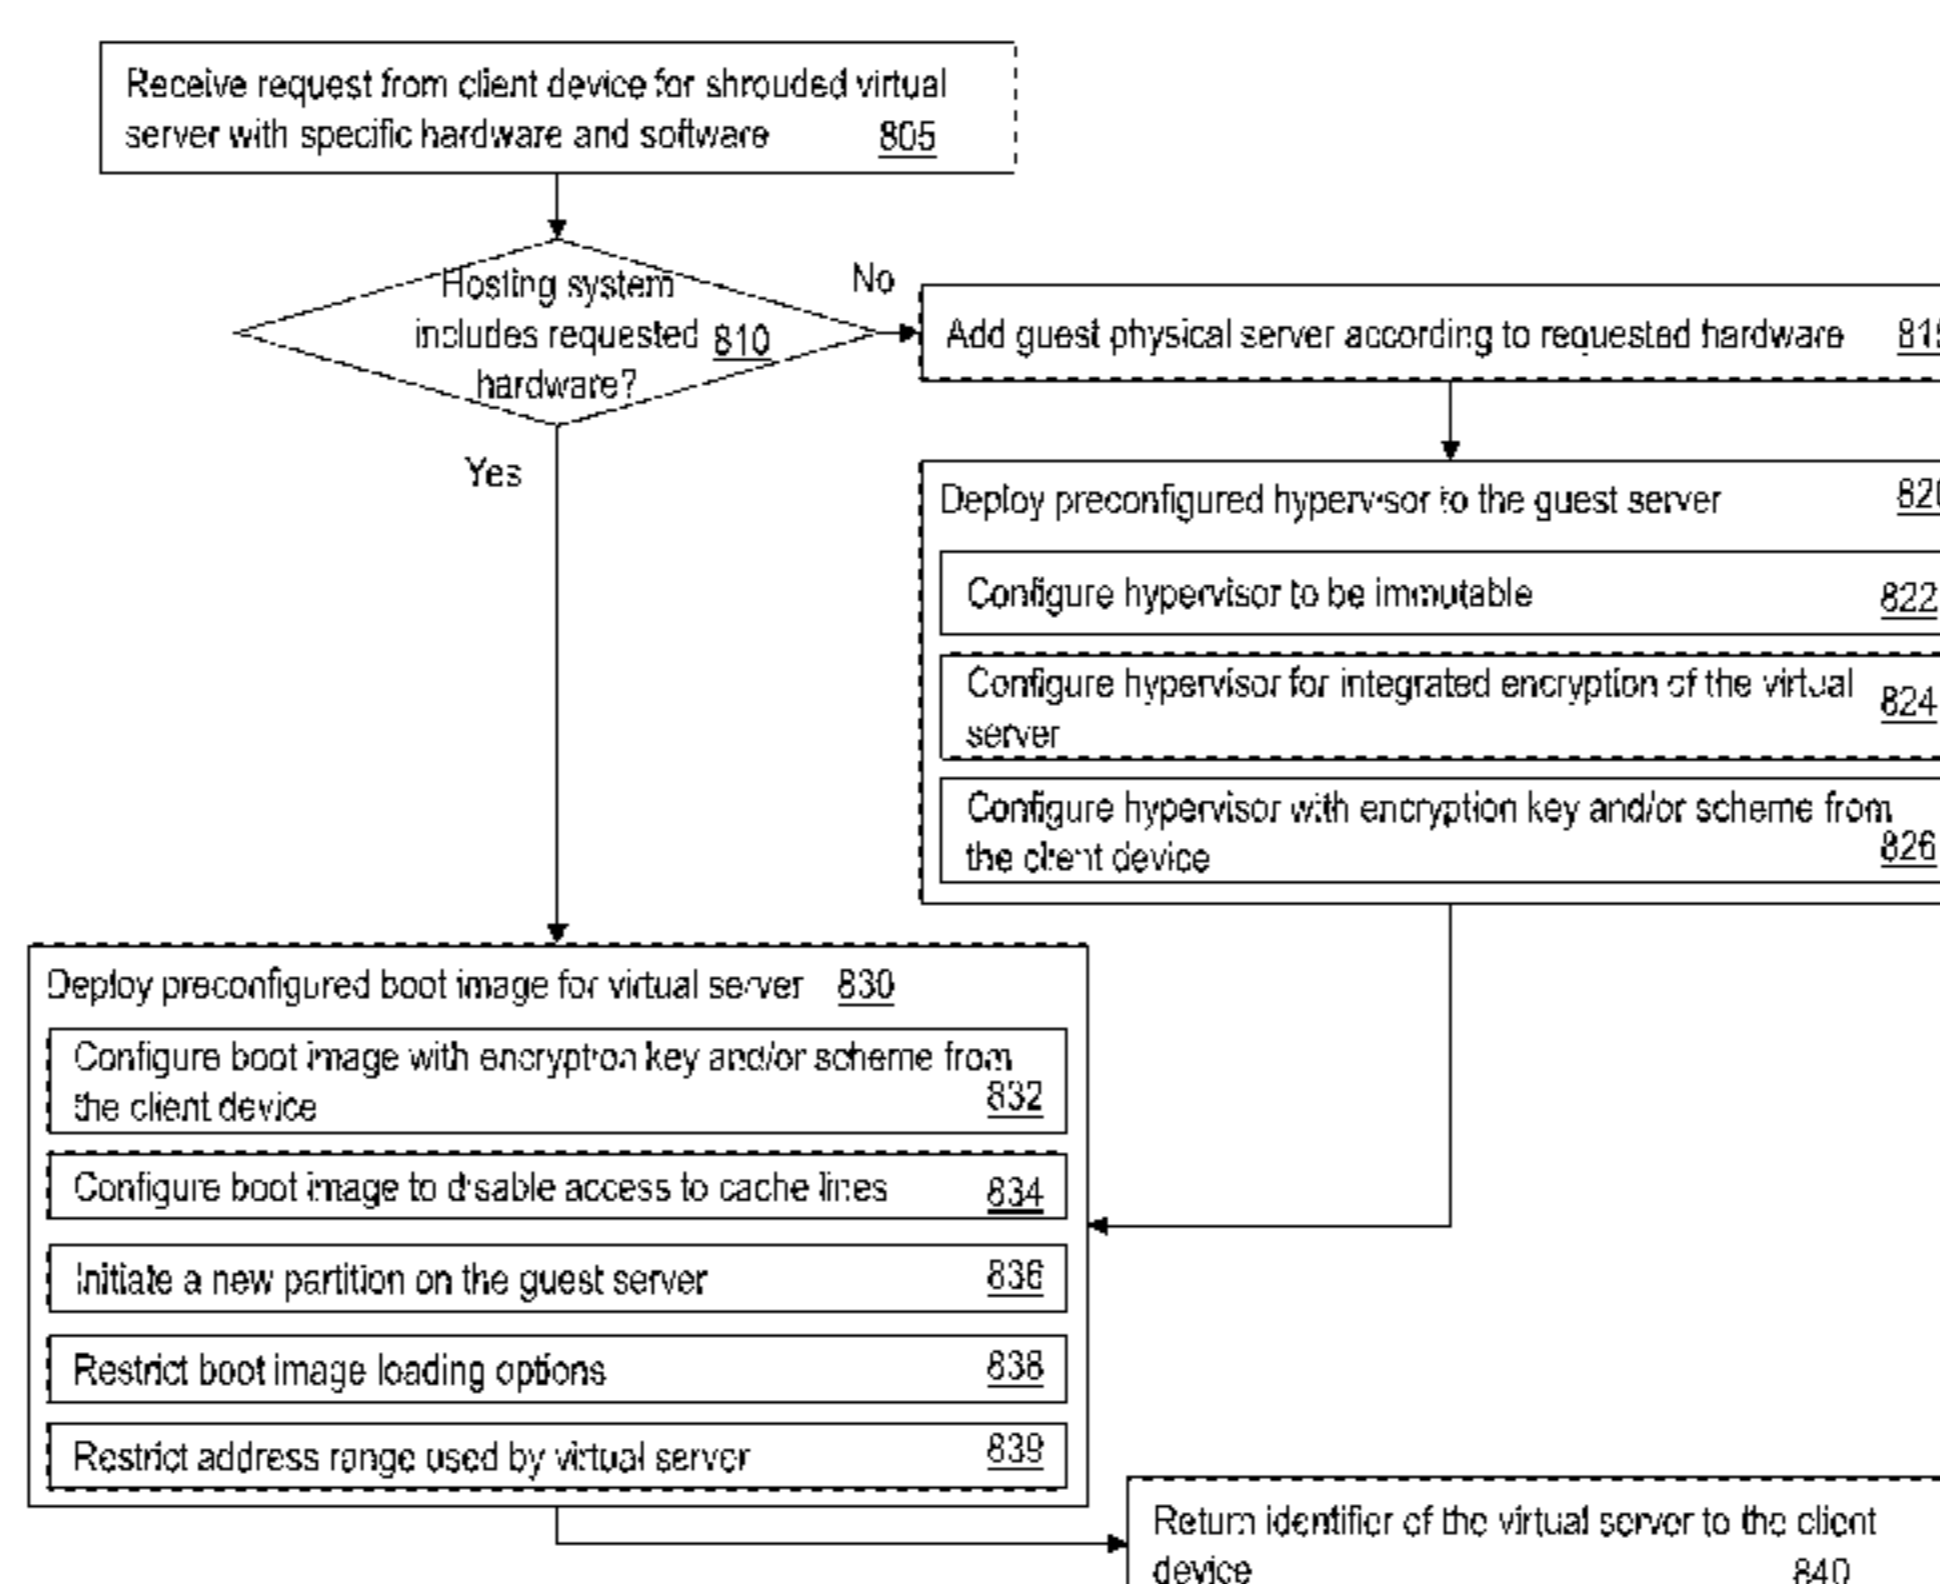 Receive request from client device for shrouded virtual
server with specific hardware and software 805
Hosting system
includes requested 810
hardware?
No
Yes
Add guest physical server according to requested hardware
Deploy preconfigured hypervisor to the guest server
Configure hypervisor to be immutable 822
Configure hypervisor for integrated encryption of the virtual
server 824
Configure hypervisor with encryption key and/or scheme from
the client device 826
Deploy preconfigured boot image for virtual server 830
Configure boot image with encryption key and/or scheme from
the client device 832
Configure boot image to disable access to cache lines 834
Initiate a new partition on the guest server 836
Restrict boot image loading options 838
Restrict address range used by virtual server 839
Return identifier of the virtual server to the client
device 840